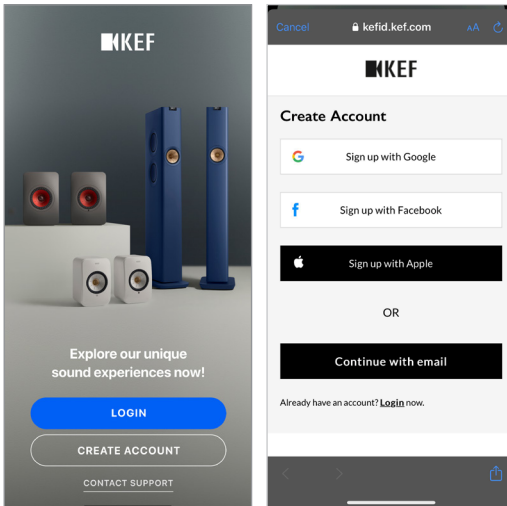 KEF
Explore our unique
sound experiences now!
LOGIN
CREATE ACCOUNT
CONTACT SUPPORT
Cancel
kefid.kef.com
AA
KEF
Create Account
Sign up with Google
Sign up with Facebook
Sign up with Apple
OR
Continue with email
Already have an account? Login now.